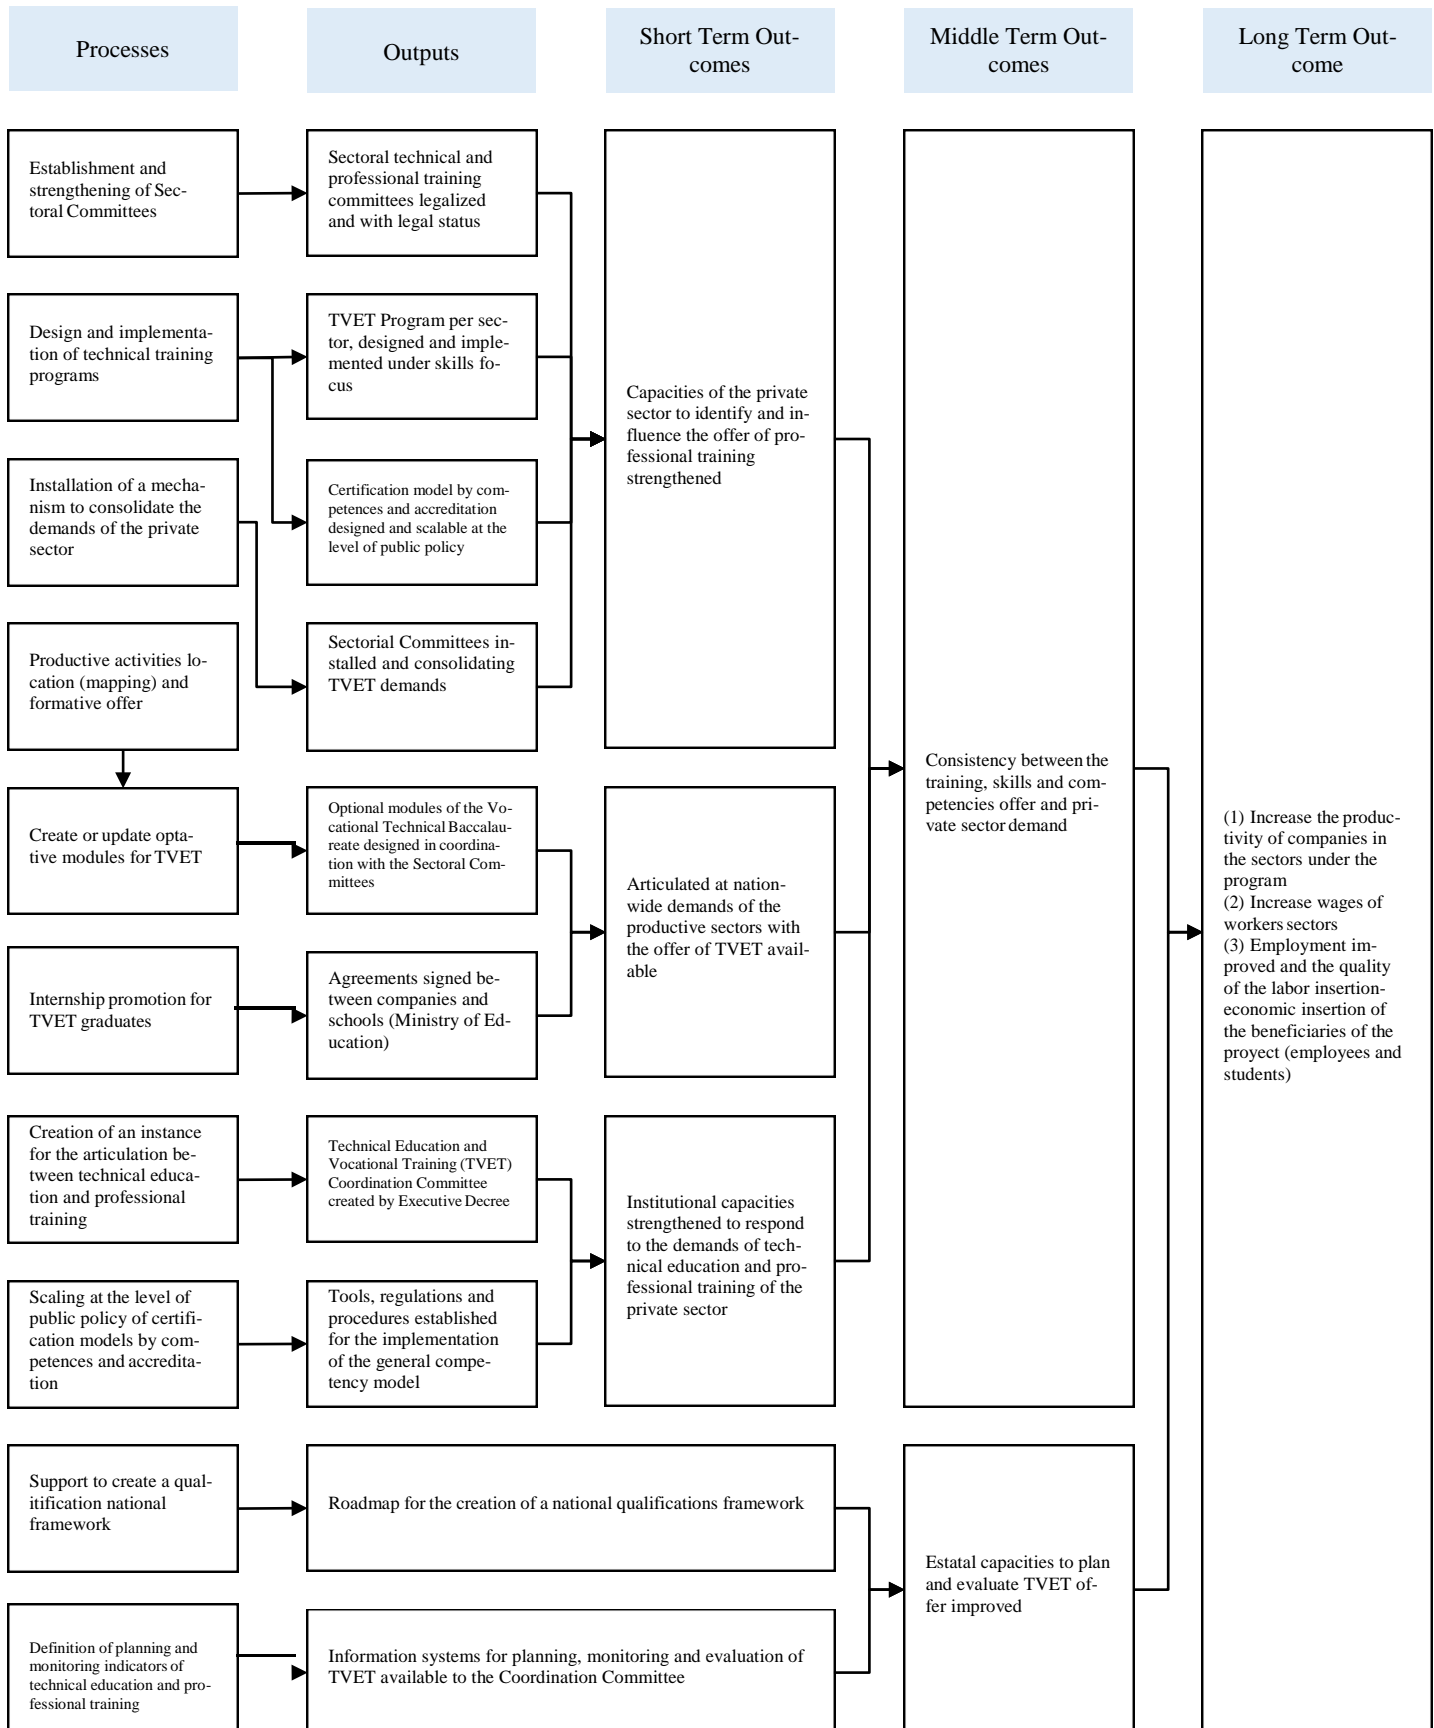 Processes
Outputs
Short Term Out-
comes
Middle Term Out-
comes
Long Term Out-
come
Establishment and
strengthening of Sec-
toral Committees
Sectoral technical and
professional training
committees legalized
and with legal status
Design and implementa-
tion of technical training
programs
TVET Program per sec-
tor, designed and imple-
mented under skills fo-
cus
Installation of a mecha-
nism to consolidate the
demands of the private
sector
Certification model by com-
petences and accreditation
designed and scalable at the
level of public policy
Productive activities lo-
cation (mapping) and
formative offer
Sectorial Committees in-
stalled and consolidating
TVET demands
Capacities of the private
sector to identify and in-
fluence the offer of pro-
fessional training
strengthened
Create or update opta-
tive modules for TVET
Optional modules of the Vo-
cational Technical Baccalau-
reate designed in coordina-
tion with the Sectoral Com-
mittees
Internship promotion for
TVET graduates
Agreements signed be-
tween companies and
schools (Ministry of Ed-
ucation)
Articulated at nation-
wide demands of the
productive sectors with
the offer of TVET avail-
able
Creation of an instance
for the articulation be-
tween technical educa-
tion and professional
training
Technical Education and
Vocational Training (TVET)
Coordination Committee
created by Executive Decree
Scaling at the level of
public policy of certifi-
cation models by com-
petences and accredita-
tion
Tools, regulations and
procedures established
for the implementation
of the general compe-
tency model
Institutional capacities
strengthened to respond
to the demands of tech-
nical education and pro-
fessional training of the
private sector
Consistency between the
training, skills and com-
petencies offer and pri-
vate sector demand
Support to create a qual-
itification national
framework
Roadmap for the creation of a national qualifications framework
Definition of planning and
monitoring indicators of
technical education and pro-
fessional training
Information systems for planning, monitoring and evaluation of
TVET available to the Coordination Committee
Estatal capacities to plan
and evaluate TVET of-
fer improved
(1) Increase the produc-
tivity of companies in
the sectors under the
program
(2) Increase wages of
workers sectors
(3) Employment im-
proved and the quality
of the labor insertion-
economic insertion of
the beneficiaries of the
proyect (employees and
students)